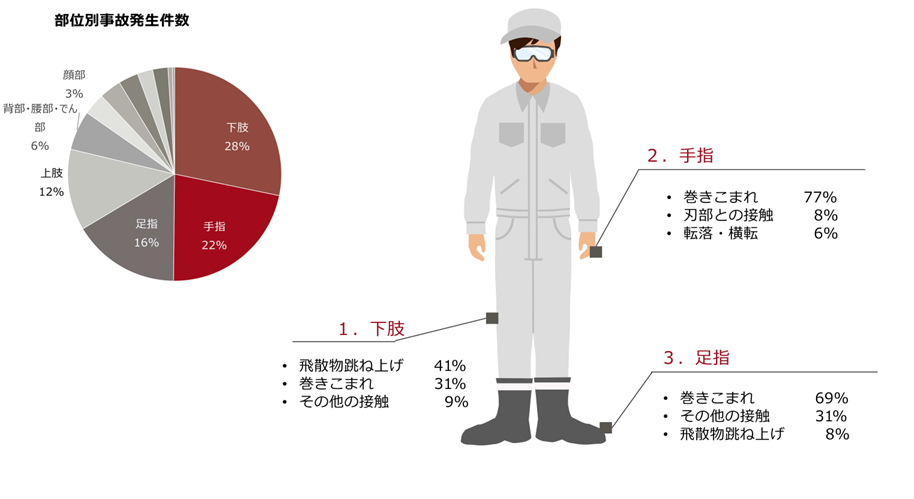 部位別事故発生件数
顔部
3%
背部・腰部・でん
部
6%
上肢
12%
足指
16%
手指
22%
下肢
28%
1．下肢
• 飛散物跳ね上げ 41%
• 巻きこまれ 31%
• その他の接触 9%
2．手指
• 巻きこまれ 77%
• 刃部との接触 8%
• 転落・横転 6%
3．足指
• 巻きこまれ 69%
• その他の接触 31%
• 飛散物跳ね上げ 8%